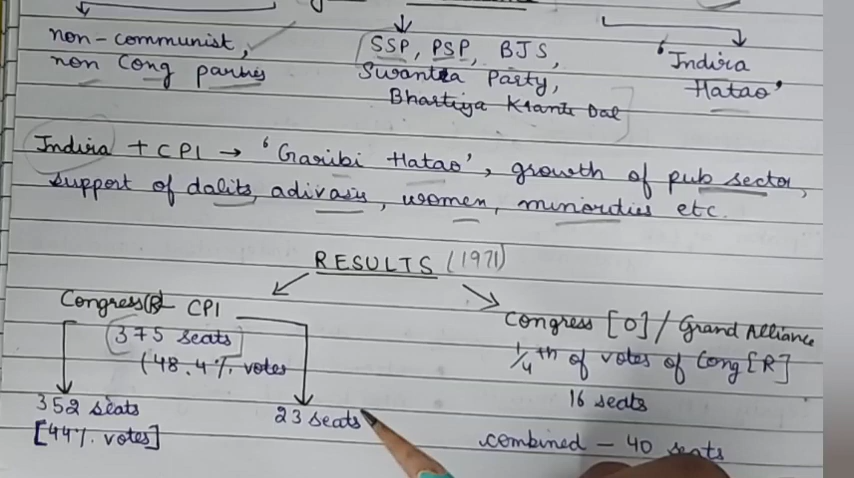 non-communist,
non Cong parties
SSP, PSP, BJS,
Swantra Party,
Bhartiya Kranti Dal
'Indira
Hatao'
Indira + CPI → 'Garibi Hatao', growth of pub sector,
support of dalits, adivasis, women, minorities etc.
RESULTS (1971)
Congress(R)- CPI
375 seats
(48.4% votes
352 seats
[44% votes]
23 seats
Congress [O] / Grand Alliance
1/4th of votes of Cong [R]
16 seats
combined - 40 seats